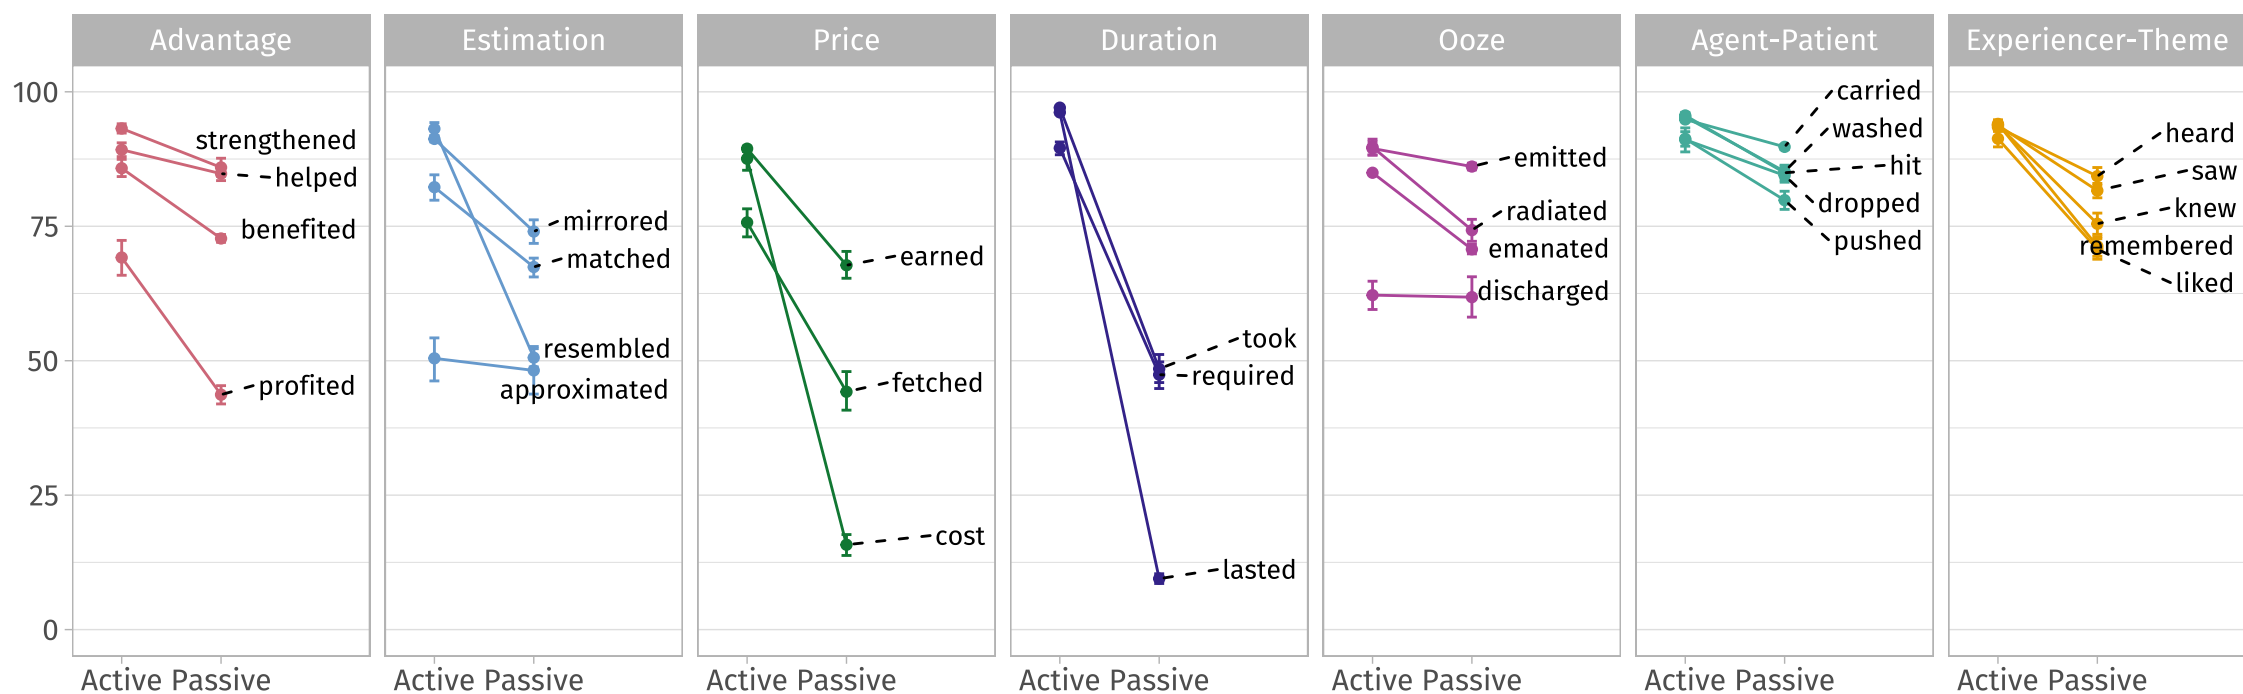 Advantage
Estimation
Price
Duration
Ooze
Agent-Patient
Experiencer-Theme
100
75
50
25
0
strengthened
helped
benefited
profited
mirrored
matched
resembled
approximated
earned
fetched
cost
took
required
lasted
emitted
radiated
emanated
discharged
carried
washed
hit
dropped
pushed
heard
saw
knew
remembered
liked
Active Passive
Active Passive
Active Passive
Active Passive
Active Passive
Active Passive
Active Passive